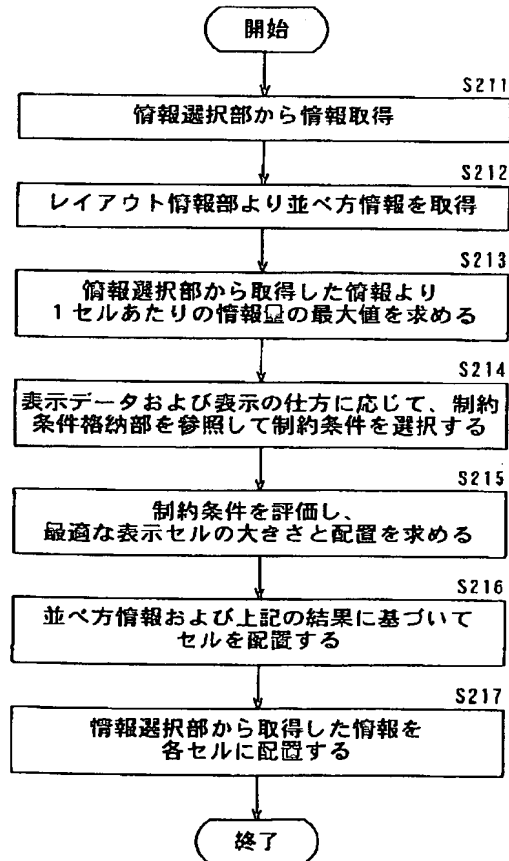 開始
S211
情報選択部から情報取得
S212
レイアウト情報部より並べ方情報を取得
S213
情報選択部から取得した情報より
1セルあたりの情報量の最大値を求める
S214
表示データおよび表示の仕方に応じて、制約
条件格納部を参照して制約条件を選択する
S215
制約条件を評価し、
最適な表示セルの大きさと配置を求める
S216
並べ方情報および上記の結果に基づいて
セルを配置する
S217
情報選択部から取得した情報を
各セルに配置する
終了